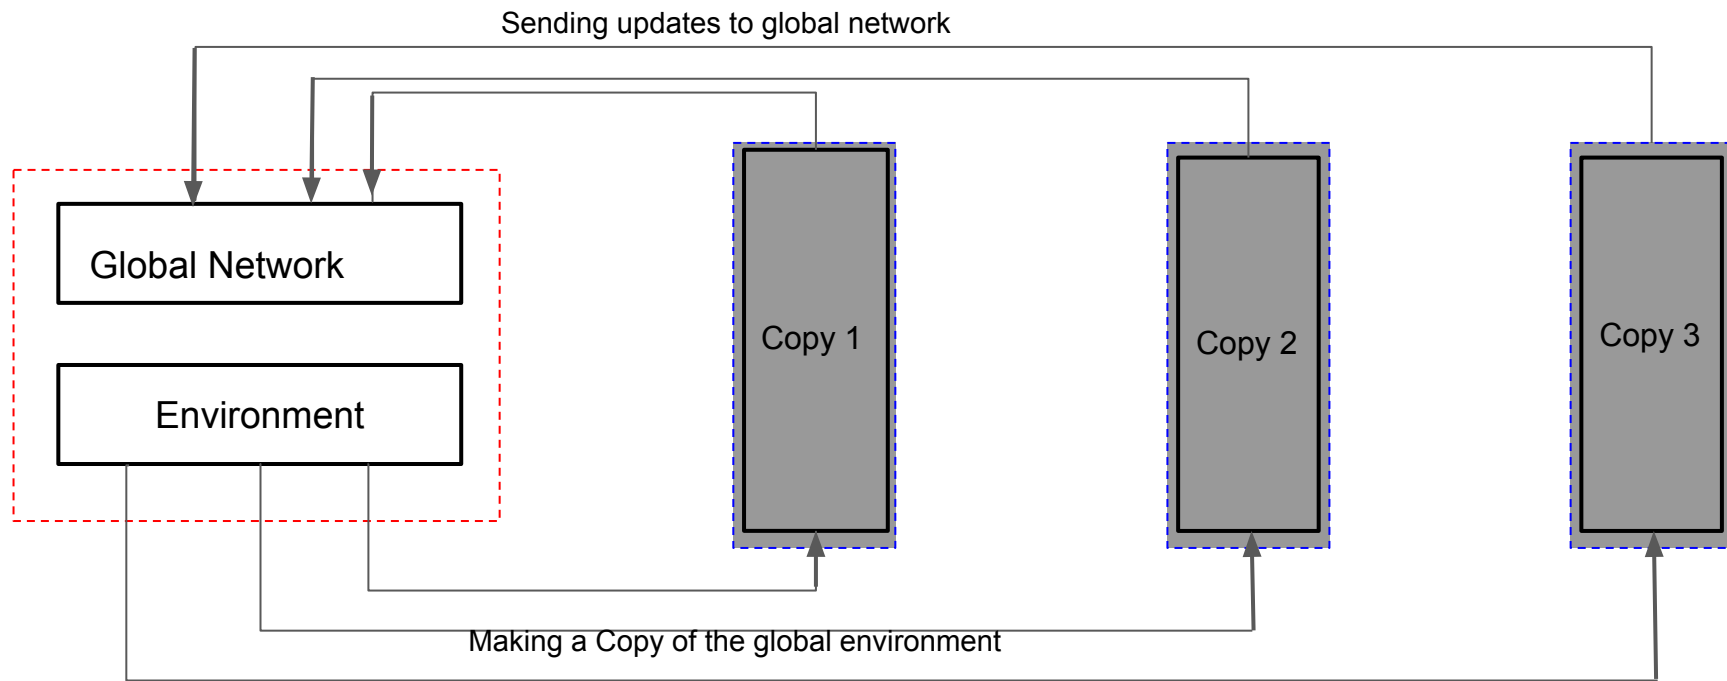 Sending updates to global network
Global Network
Copy 1
Copy 2
Copy 3
Environment
Making a Copy of the global environment